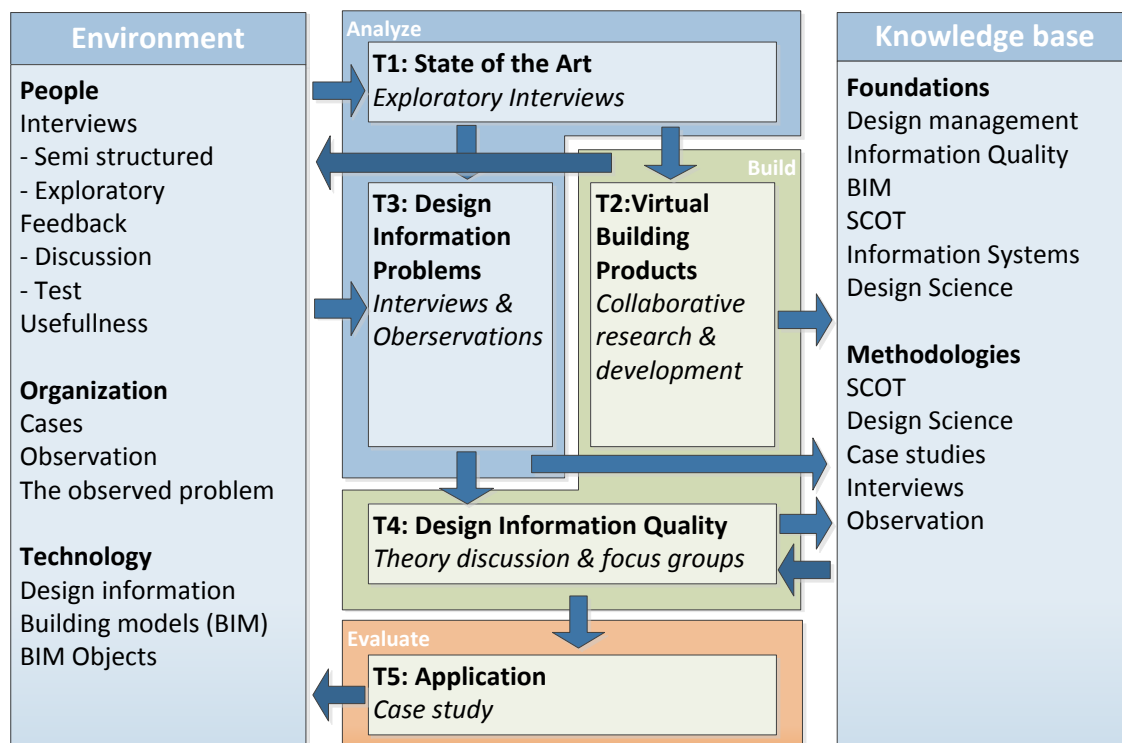 Environment
People
Interviews
- Semi structured
- Exploratory
Feedback
- Discussion
- Test
Usefullness
Organization
Cases
Observation
The observed problem
Technology
Design information
Building models (BIM)
BIM Objects
Analyze
T1: State of the Art
Exploratory Interviews
T3: Design
Information
Problems
Interviews &
Oberservations
Build
T2:Virtual
Building
Products
Collaborative
research &
development
T4: Design Information Quality
Theory discussion & focus groups
Evaluate
T5: Application
Case study
Knowledge base
Foundations
Design management
Information Quality
BIM
SCOT
Information Systems
Design Science
Methodologies
SCOT
Design Science
Case studies
Interviews
Observation